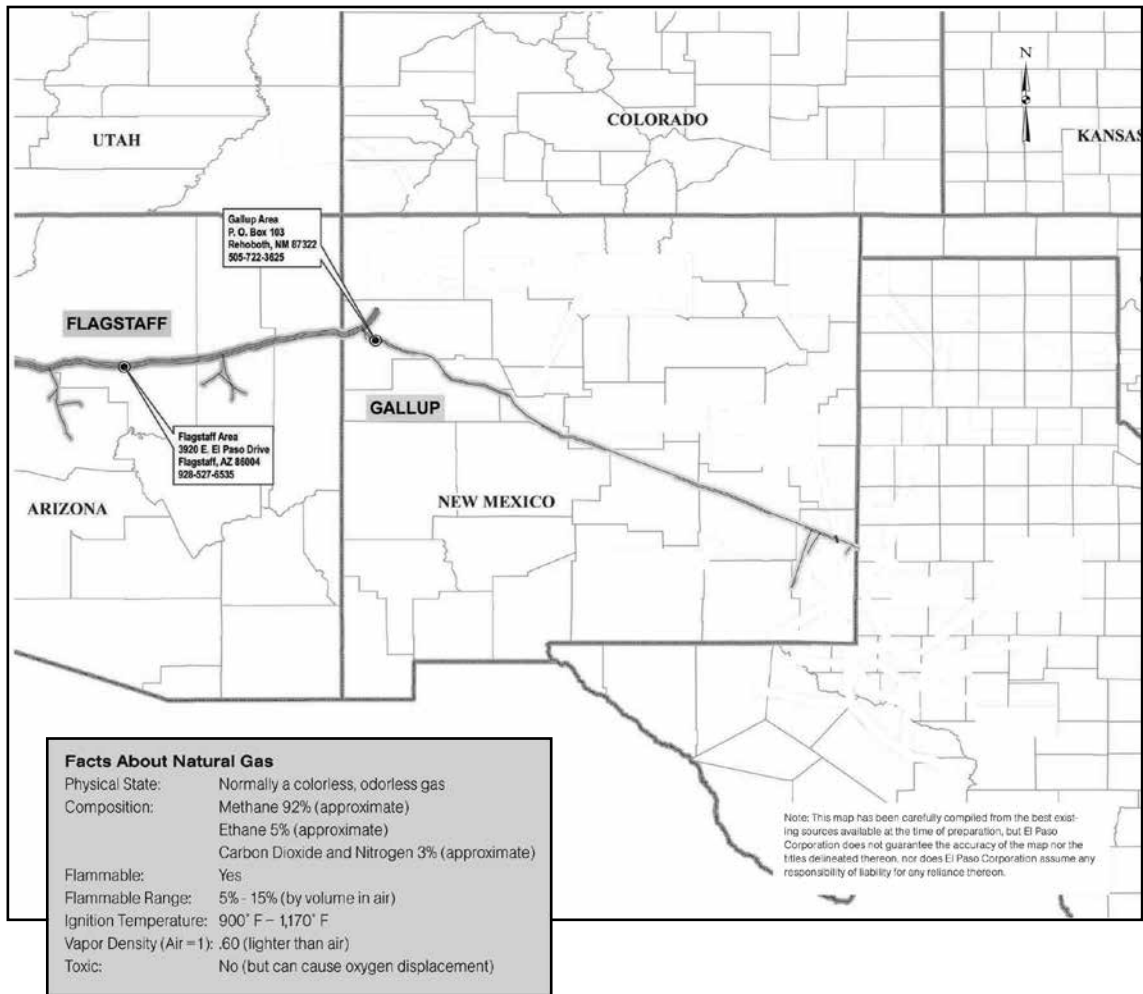 N
UTAH
COLORADO
KANSAS
Gallup Area
P. O. Box 103
Rehoboth, NM 87322
505-722-3625
FLAGSTAFF
GALLUP
Flagstaff Area
3920 E. El Paso Drive
Flagstaff, AZ 86004
928-527-6535
ARIZONA
NEW MEXICO
Facts About Natural Gas
Physical State: Normally a colorless, odorless gas
Composition: Methane 92% (approximate)
Ethane 5% (approximate)
Carbon Dioxide and Nitrogen 3% (approximate)
Flammable: Yes
Flammable Range: 5% - 15% (by volume in air)
Ignition Temperature: 900° F – 1,170° F
Vapor Density (Air =1): .60 (lighter than air)
Toxic: No (but can cause oxygen displacement)
Note: This map has been carefully compiled from the best exist-
ing sources available at the time of preparation, but El Paso
Corporation does not guarantee the accuracy of the map nor the
titles delineated thereon, nor does El Paso Corporation assume any
responsibility of liability for any reliance thereon.